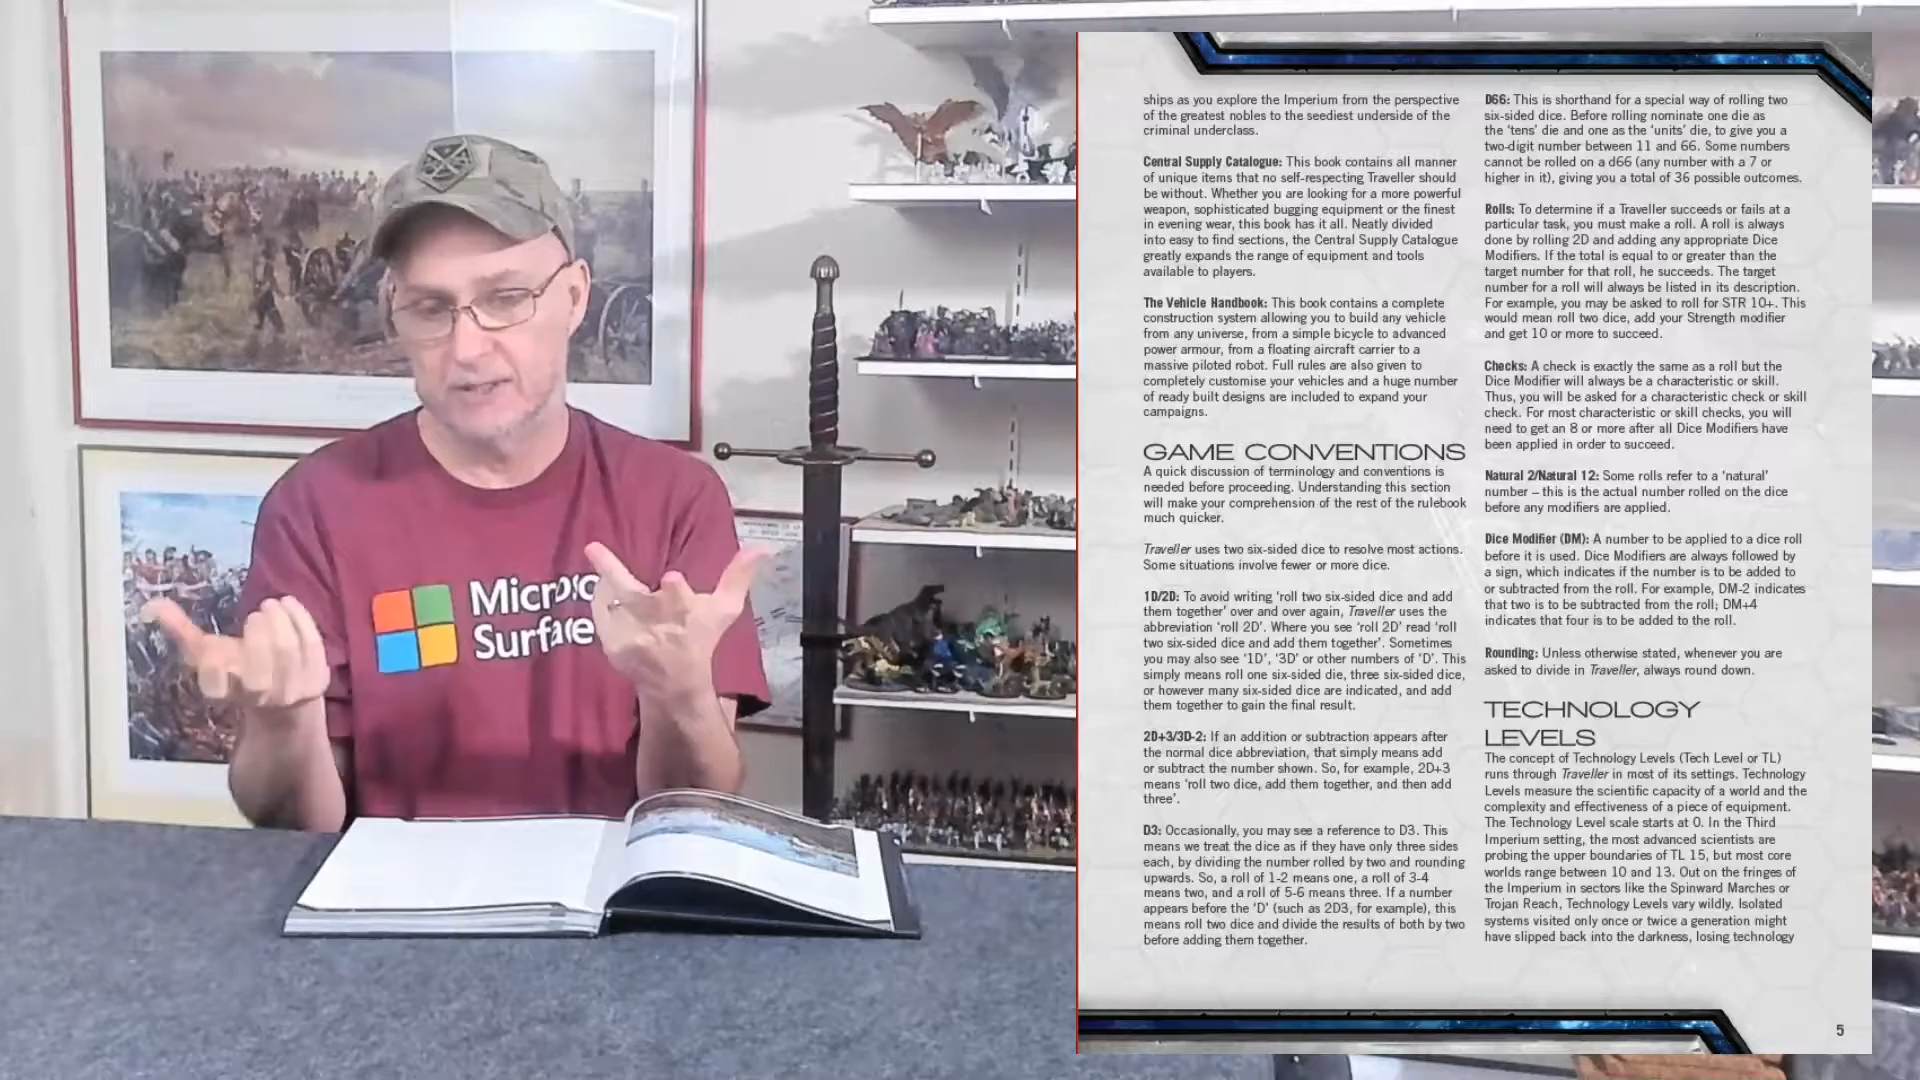 Micro
Surface
ships as you explore the Imperium from the perspective
of the greatest nobles to the seediest underside of the
criminal underclass.
Central Supply Catalogue: This book contains all manner
of unique items that no self-respecting Traveller should
be without. Whether you are looking for a more powerful
weapon, sophisticated bugging equipment or the finest
in evening wear, this book has it all. Neatly divided
into easy to find sections, the Central Supply Catalogue
greatly expands the range of equipment and tools
available to players.
The Vehicle Handbook: This book contains a complete
construction system allowing you to build any vehicle
from any universe, from a simple bicycle to advanced
power armour, from a floating aircraft carrier to a
massive piloted robot. Full rules are also given to
completely customise your vehicles and a huge number
of ready built designs are included to expand your
campaigns.
GAME CONVENTIONS
A quick discussion of terminology and conventions is
needed before proceeding. Understanding this section
will make your comprehension of the rest of the rulebook
much quicker.
Traveller uses two six-sided dice to resolve most actions.
Some situations involve fewer or more dice.
1D/2D: To avoid writing ‘roll two six-sided dice and add
them together’ over and over again, Traveller uses the
abbreviation ‘roll 2D’. Where you see ‘roll 2D’ read ‘roll
two six-sided dice and add them together’. Sometimes
you may also see ‘1D’, ‘3D’ or other numbers of ‘D’. This
simply means roll one six-sided die, three six-sided dice,
or however many six-sided dice are indicated, and add
them together to gain the final result.
2D+3/3D-2: If an addition or subtraction appears after
the normal dice abbreviation, that simply means add
or subtract the number shown. So, for example, 2D+3
means ‘roll two dice, add them together, and then add
three’.
D3: Occasionally, you may see a reference to D3. This
means we treat the dice as if they have only three sides
each, by dividing the number rolled by two and rounding
upwards. So, a roll of 1-2 means one, a roll of 3-4
means two, and a roll of 5-6 means three. If a number
appears before the ‘D’ (such as 2D3, for example), this
means roll two dice and divide the results of both by two
before adding them together.
D66: This is shorthand for a special way of rolling two
six-sided dice. Before rolling nominate one die as
the ‘tens’ die and one as the ‘units’ die, to give you a
two-digit number between 11 and 66. Some numbers
cannot be rolled on a d66 (any number with a 7 or
higher in it), giving you a total of 36 possible outcomes.
Rolls: To determine if a Traveller succeeds or fails at a
particular task, you must make a roll. A roll is always
done by rolling 2D and adding any appropriate Dice
Modifiers. If the total is equal to or greater than the
target number for that roll, he succeeds. The target
number for a roll will always be listed in its description.
For example, you may be asked to roll for STR 10+. This
would mean roll two dice, add your Strength modifier
and get 10 or more to succeed.
Checks: A check is exactly the same as a roll but the
Dice Modifier will always be a characteristic or skill.
Thus, you will be asked for a characteristic check or skill
check. For most characteristic or skill checks, you will
need to get an 8 or more after all Dice Modifiers have
been applied in order to succeed.
Natural 2/Natural 12: Some rolls refer to a ‘natural’
number – this is the actual number rolled on the dice
before any modifiers are applied.
Dice Modifier (DM): A number to be applied to a dice roll
before it is used. Dice Modifiers are always followed by
a sign, which indicates if the number is to be added to
or subtracted from the roll. For example, DM-2 indicates
that two is to be subtracted from the roll; DM+4
indicates that four is to be added to the roll.
Rounding: Unless otherwise stated, whenever you are
asked to divide in Traveller, always round down.
TECHNOLOGY
LEVELS
The concept of Technology Levels (Tech Level or TL)
runs through Traveller in most of its settings. Technology
Levels measure the scientific capacity of a world and the
complexity and effectiveness of a piece of equipment.
The Technology Level scale starts at 0. In the Third
Imperium setting, the most advanced scientists are
probing the upper boundaries of TL 15, but most core
worlds range between 10 and 13. Out on the fringes of
the Imperium in sectors like the Spinward Marches or
Trojan Reach, Technology Levels vary wildly. Isolated
systems visited only once or twice a generation might
have slipped back into the darkness, losing technology
5